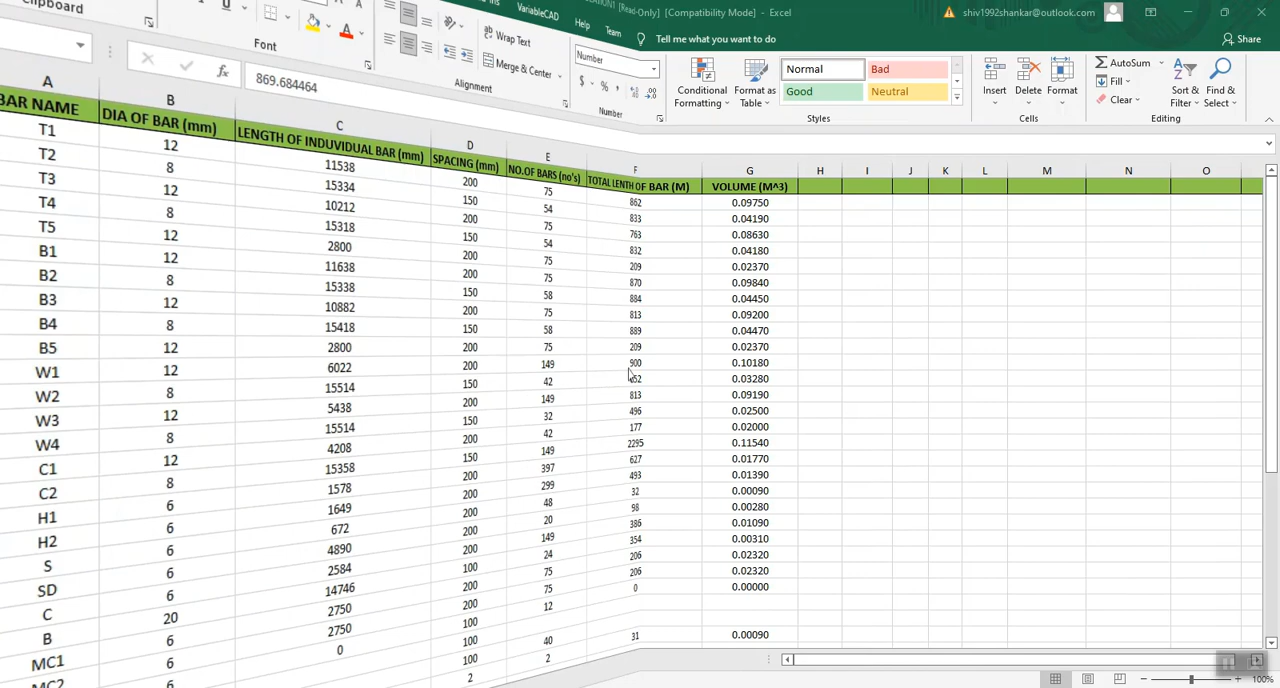 Clipboard
Font
Wrap Text
Merge & Center
Alignment
VariableCAD
Help
Team
[Read-Only] [Compatibility Mode] - Excel
shiv1992shankar@outlook.com
Tell me what you want to do
Share
Number
$ % ,
Number
Conditional Formatting
Format as Table
Normal Bad
Good Neutral
Styles
Insert Delete Format
Cells
AutoSum
Fill
Clear
Sort & Filter
Find & Select
Editing
fx 869.684464
A B C D E F G H I J K L M N O
BAR NAME DIA OF BAR (mm) LENGTH OF INDUVIDUAL BAR (mm) SPACING (mm) NO.OF BARS (no's) TOTAL LENTH OF BAR (M) VOLUME (M^3)
T1 12 11538 200 75 862 0.09750
T2 8 15334 150 54 833 0.04190
T3 12 10212 200 75 763 0.08630
T4 8 15318 150 54 832 0.04180
T5 12 2800 200 75 209 0.02370
B1 12 11638 200 75 870 0.09840
B2 8 15338 150 58 884 0.04450
B3 12 10882 200 75 813 0.09200
B4 8 15418 150 58 889 0.04470
B5 12 2800 200 75 209 0.02370
W1 12 6022 200 149 900 0.10180
W2 8 15514 150 42 0.03280
W3 12 5438 200 149 813 0.09190
W4 8 15514 150 32 496 0.02500
C1 12 4208 200 42 177 0.02000
C2 8 15358 150 149 2295 0.11540
H1 6 1578 200 397 627 0.01770
H2 6 1649 200 299 493 0.01390
S 6 672 200 48 32 0.00090
SD 6 4890 200 20 98 0.00280
C 6 2584 100 149 386 0.01090
B 20 14746 200 24 354 0.00310
MC1 6 2750 200 75 206 0.02320
MC2 6 2750 200 75 206 0.02320
6 0 100 12 0 0.00000
100
100 40 31 0.00090
2 2
100%